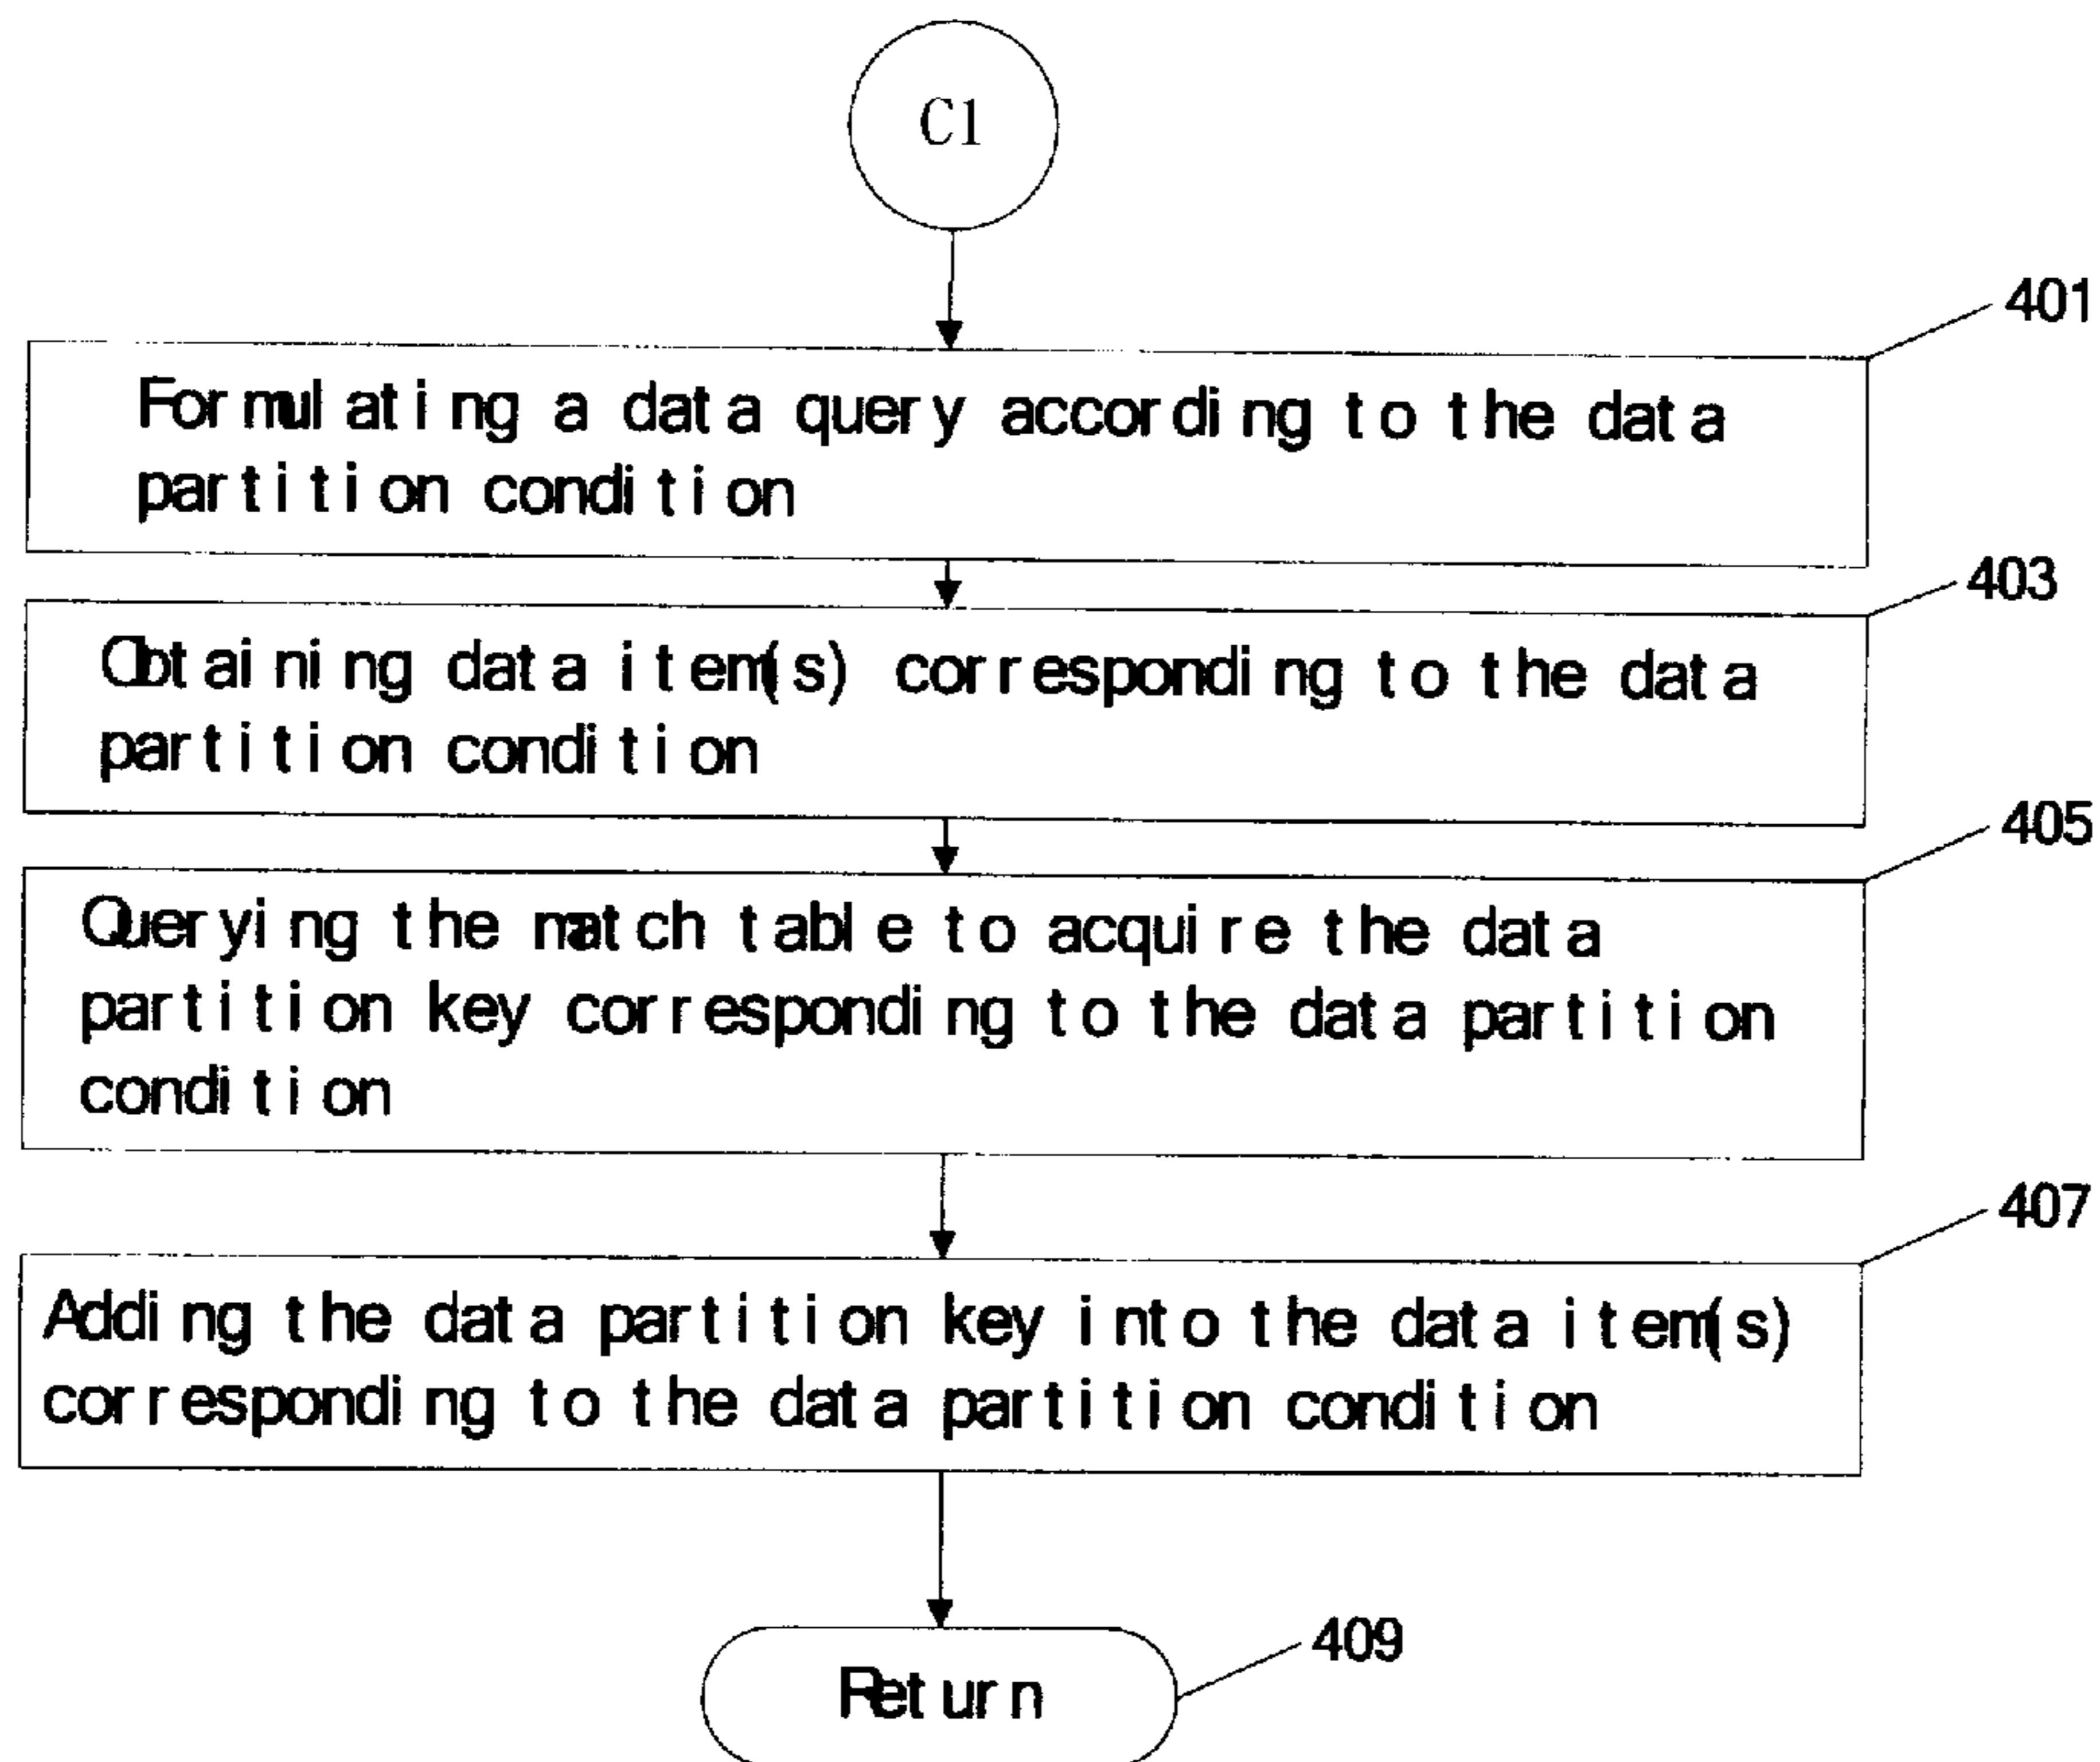 C1
401
Formulating a data query according to the data
partition condition
403
Obtaining data item(s) corresponding to the data
partition condition
405
Querying the match table to acquire the data
partition key corresponding to the data partition
condition
407
Adding the data partition key into the data item(s)
corresponding to the data partition condition
409
Return